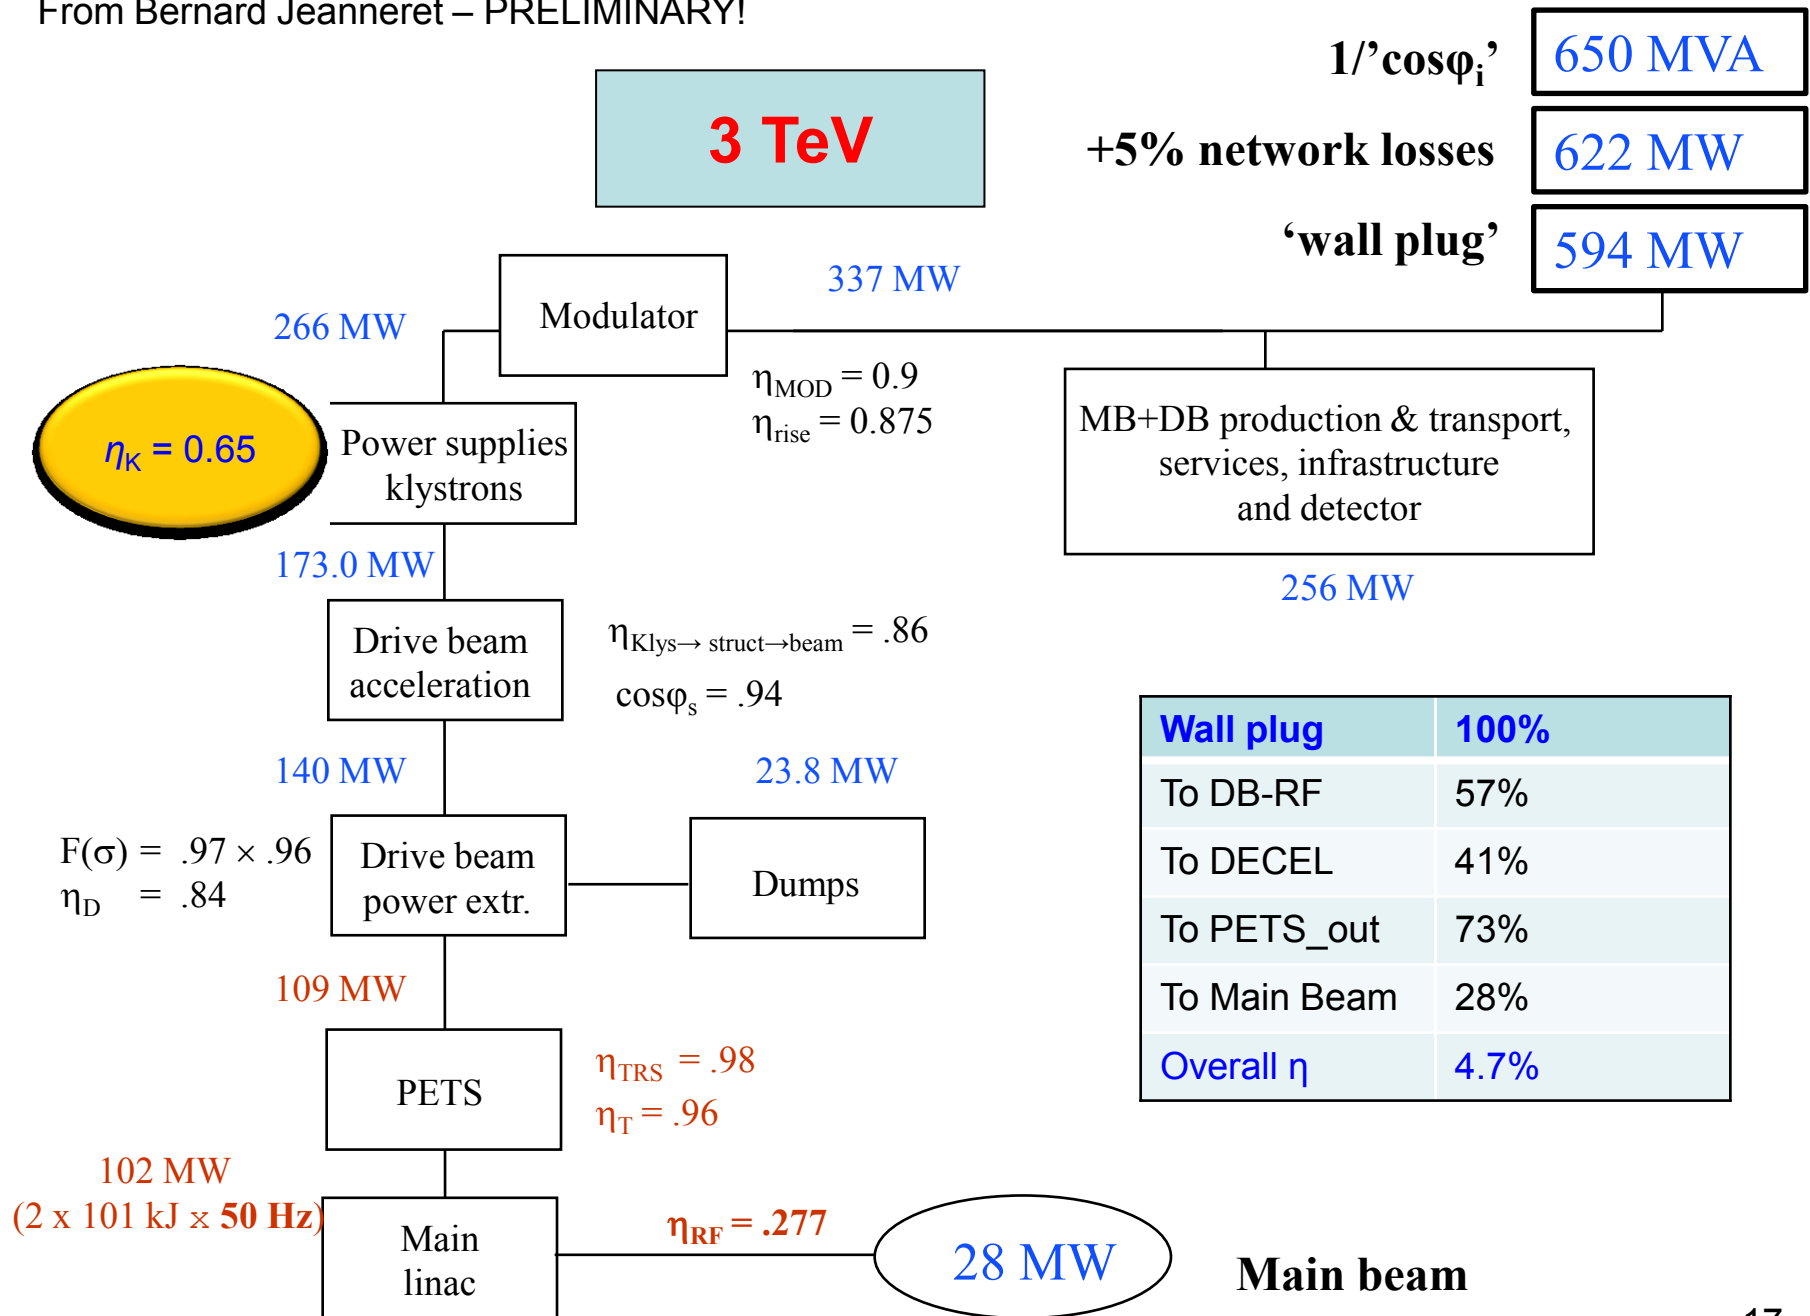 From Bernard Jeanneret – PRELIMINARY!
1/’cosφi’
650 MVA
3 TeV
+5% network losses
622 MW
‘wall plug’
594 MW
337 MW
Modulator
266 MW
ηMOD = 0.9
ηrise = 0.875
ηK = 0.65
Power supplies
klystrons
MB+DB production & transport,
services, infrastructure
and detector
173.0 MW
256 MW
Drive beam
acceleration
ηKlys→ struct→beam = .86
cosφs = .94
140 MW
23.8 MW
F(σ) = .97 × .96
ηD = .84
Drive beam
power extr.
Dumps
Wall plug 100%
To DB-RF 57%
To DECEL 41%
To PETS_out 73%
To Main Beam 28%
Overall η 4.7%
109 MW
PETS
ηTRS = .98
ηT = .96
102 MW
(2 x 101 kJ x 50 Hz)
Main
linac
ηRF = .277
28 MW
Main beam